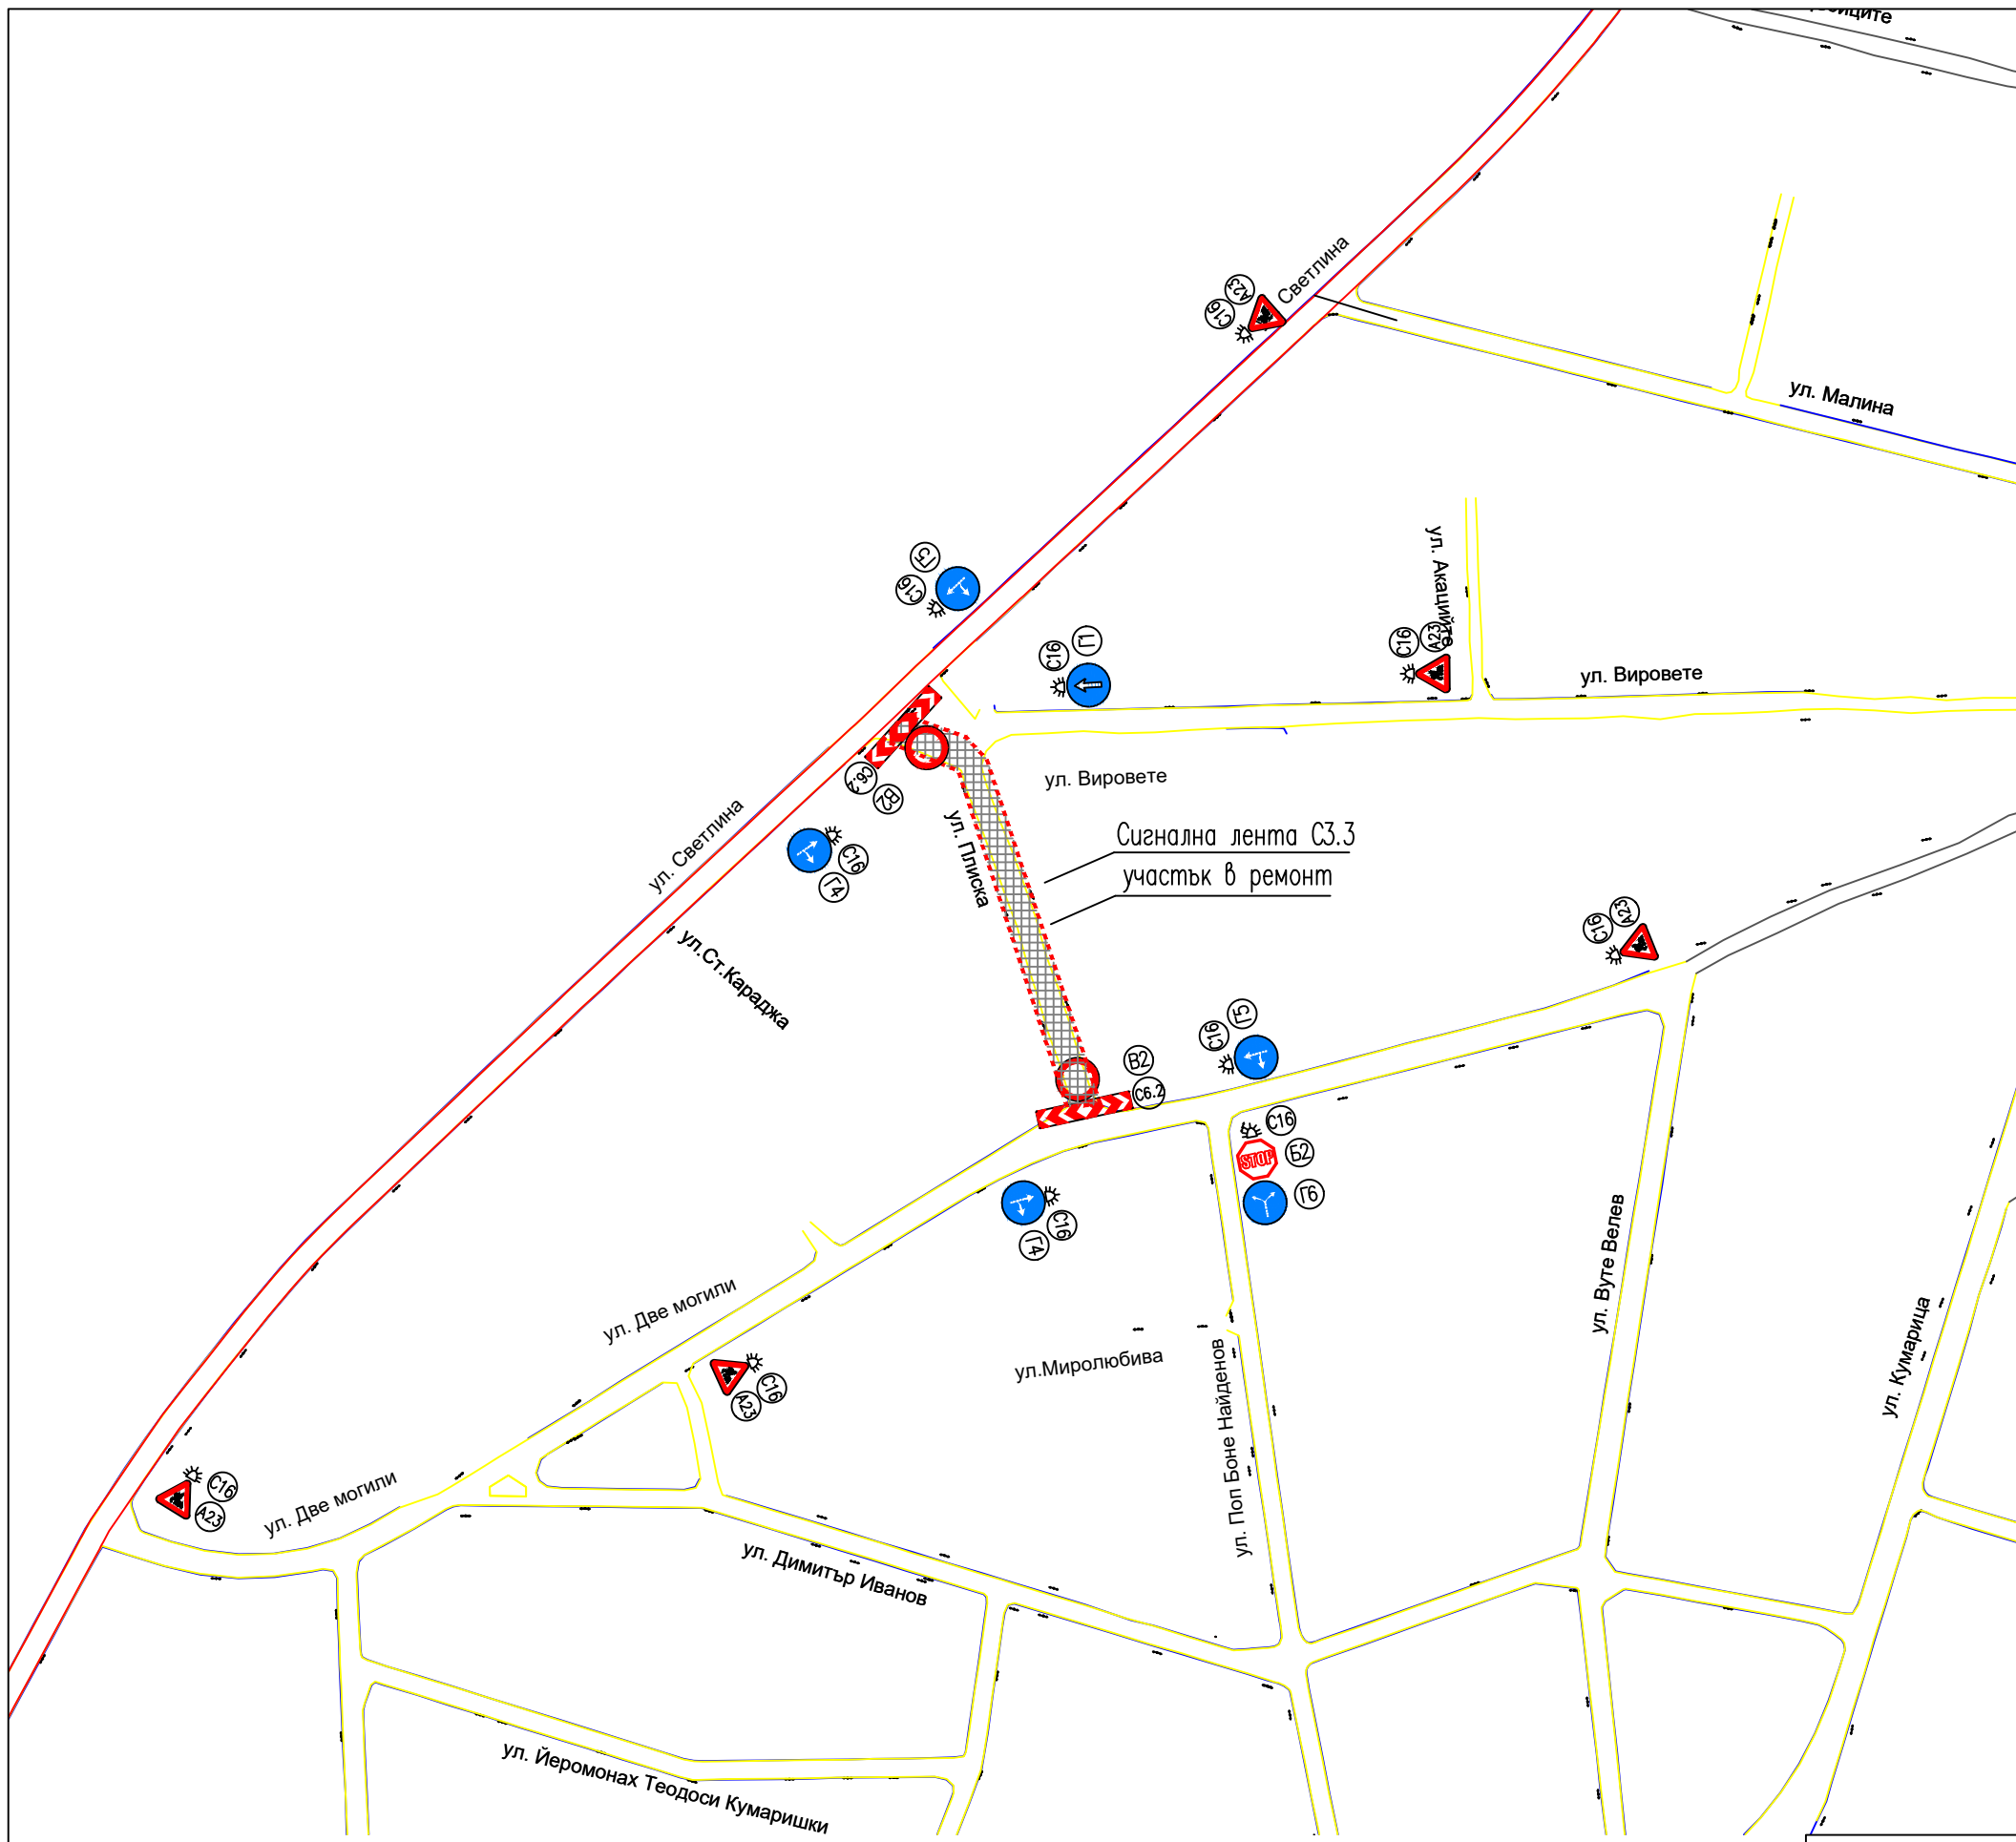 Светлина
А23
С16
ул. Малина
Г5
С16
ул. Акациите
С16
Г1
С16
А23
ул. Вировете
С6.2
В2
ул. Вировете
ул. Светлина
ул. Плиска
Сигнална лента С3.3
участък в ремонт
С16
Г4
ул.Ст.Караджа
А23
С16
Г5
С16
В2
С6.2
С16
STOP
Б2
Г6
С16
Г4
ул. Две могили
ул.Миролюбива
ул. Поп Боне Найденов
ул. Вуте Велев
ул. Кумарица
С16
А23
С16
А23
ул. Две могили
ул. Димитър Иванов
ул. Йеромонах Теодоси Кумаришки